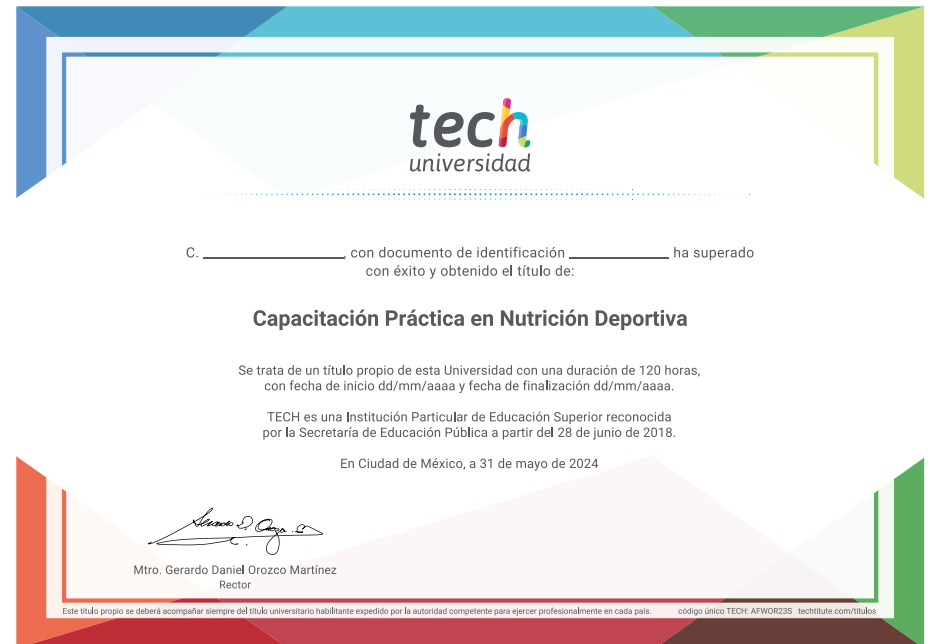 tech
universidad
C. ____________, con documento de identificación ____________ ha superado
con éxito y obtenido el título de:
Capacitación Práctica en Nutrición Deportiva
Se trata de un título propio de esta Universidad con una duración de 120 horas,
con fecha de inicio dd/mm/aaaa y fecha de finalización dd/mm/aaaa.
TECH es una Institución Particular de Educación Superior reconocida
por la Secretaría de Educación Pública a partir del 28 de junio de 2018.
En Ciudad de México, a 31 de mayo de 2024
Mtro. Gerardo Daniel Orozco Martínez
Rector
Este título propio se deberá acompañar siempre del título universitario habilitante expedido por la autoridad competente para ejercer profesionalmente en cada país. código único TECH: AFWOR23S techtitute.com/títulos